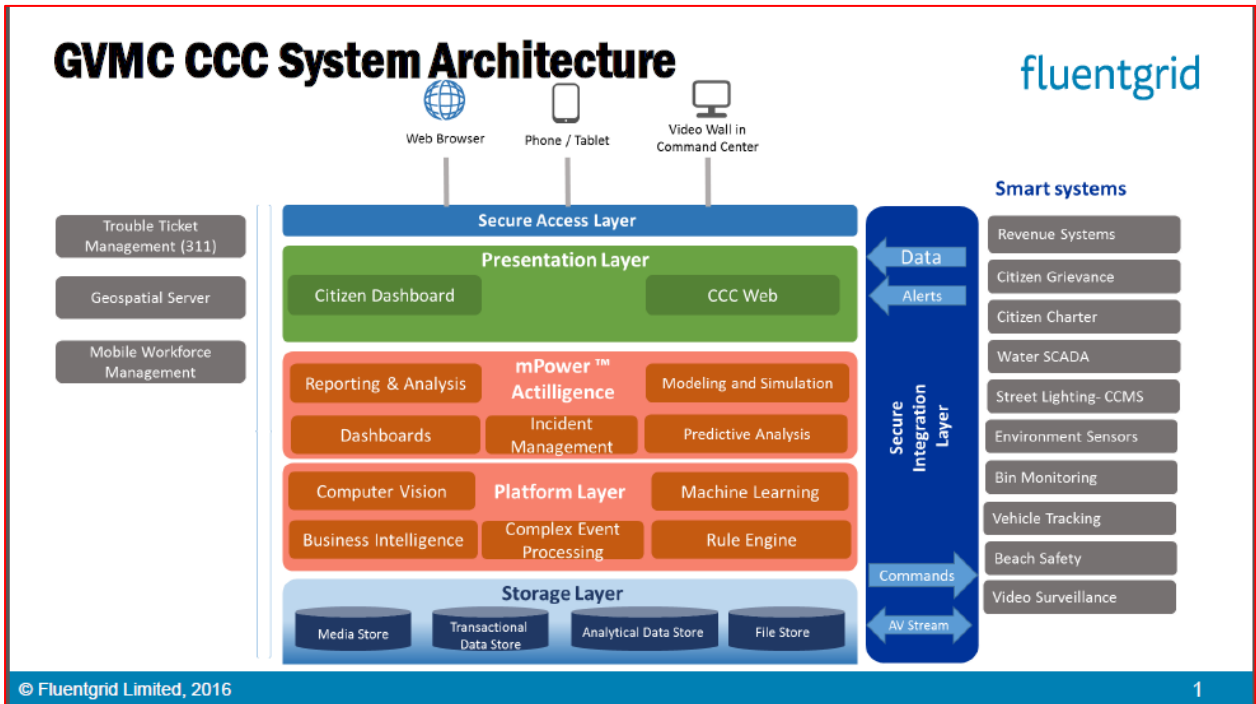 GVMC CCC System Architecture
fluentgrid
Web Browser
Phone / Tablet
Video Wall in
Command Center
Smart systems
Trouble Ticket
Management (311)
Geospatial Server
Mobile Workforce
Management
Secure Access Layer
Presentation Layer
Citizen Dashboard
CCC Web
mPower ™
Actilligence
Reporting & Analysis
Modeling and Simulation
Dashboards
Incident
Management
Predictive Analysis
Platform Layer
Computer Vision
Machine Learning
Business Intelligence
Complex Event
Processing
Rule Engine
Storage Layer
Media Store
Transactional
Data Store
Analytical Data Store
File Store
Data
Alerts
Secure
Integration
Layer
Commands
AV Stream
Revenue Systems
Citizen Grievance
Citizen Charter
Water SCADA
Street Lighting- CCMS
Environment Sensors
Bin Monitoring
Vehicle Tracking
Beach Safety
Video Surveillance
© Fluentgrid Limited, 2016
1